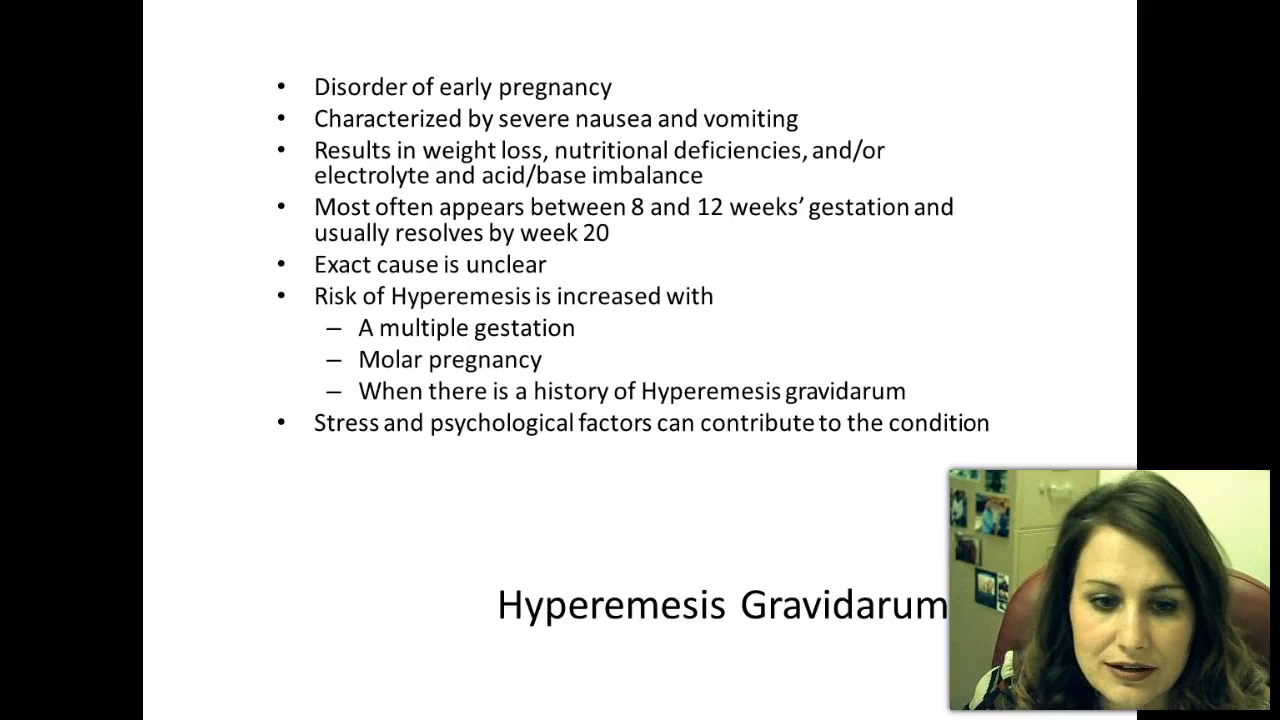 • Disorder of early pregnancy
• Characterized by severe nausea and vomiting
• Results in weight loss, nutritional deficiencies, and/or
electrolyte and acid/base imbalance
• Most often appears between 8 and 12 weeks’ gestation and
usually resolves by week 20
• Exact cause is unclear
• Risk of Hyperemesis is increased with
– A multiple gestation
– Molar pregnancy
– When there is a history of Hyperemesis gravidarum
• Stress and psychological factors can contribute to the condition
Hyperemesis Gravidarum